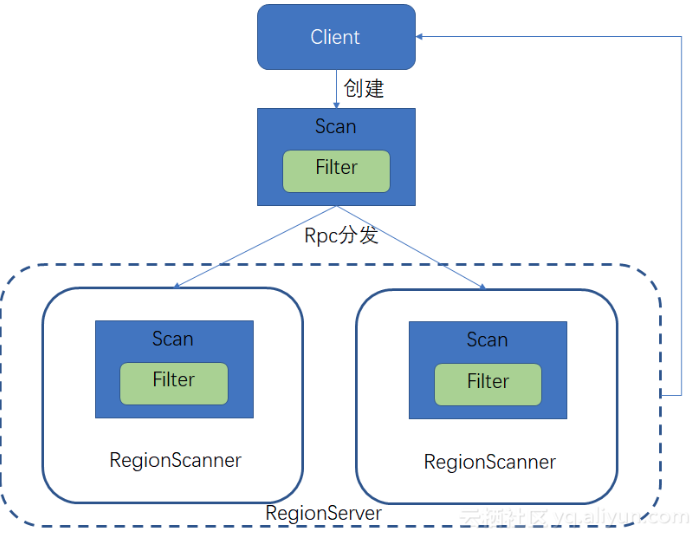 Client
创建
Scan
Filter
Rpc分发
Scan
Filter
RegionScanner
Scan
Filter
RegionScanner
RegionServer
云栖社区 yq.aliyun.com